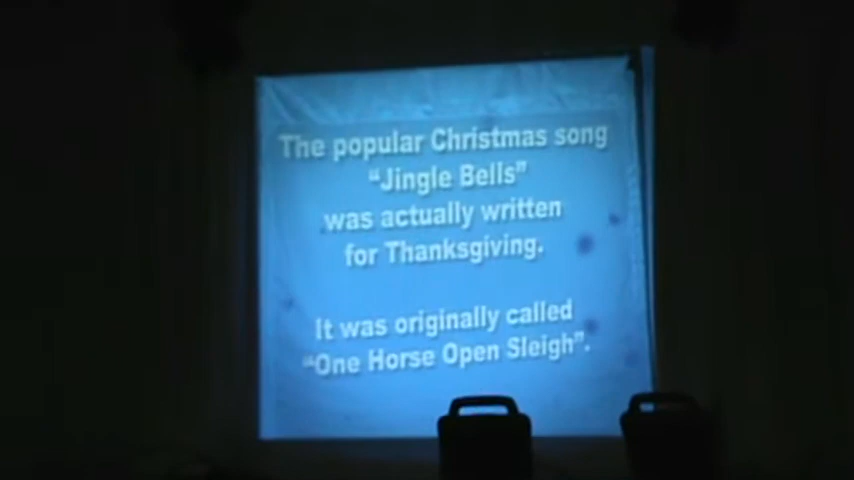 The popular Christmas song
“Jingle Bells”
was actually written
for Thanksgiving.
It was originally called
“One Horse Open Sleigh”.